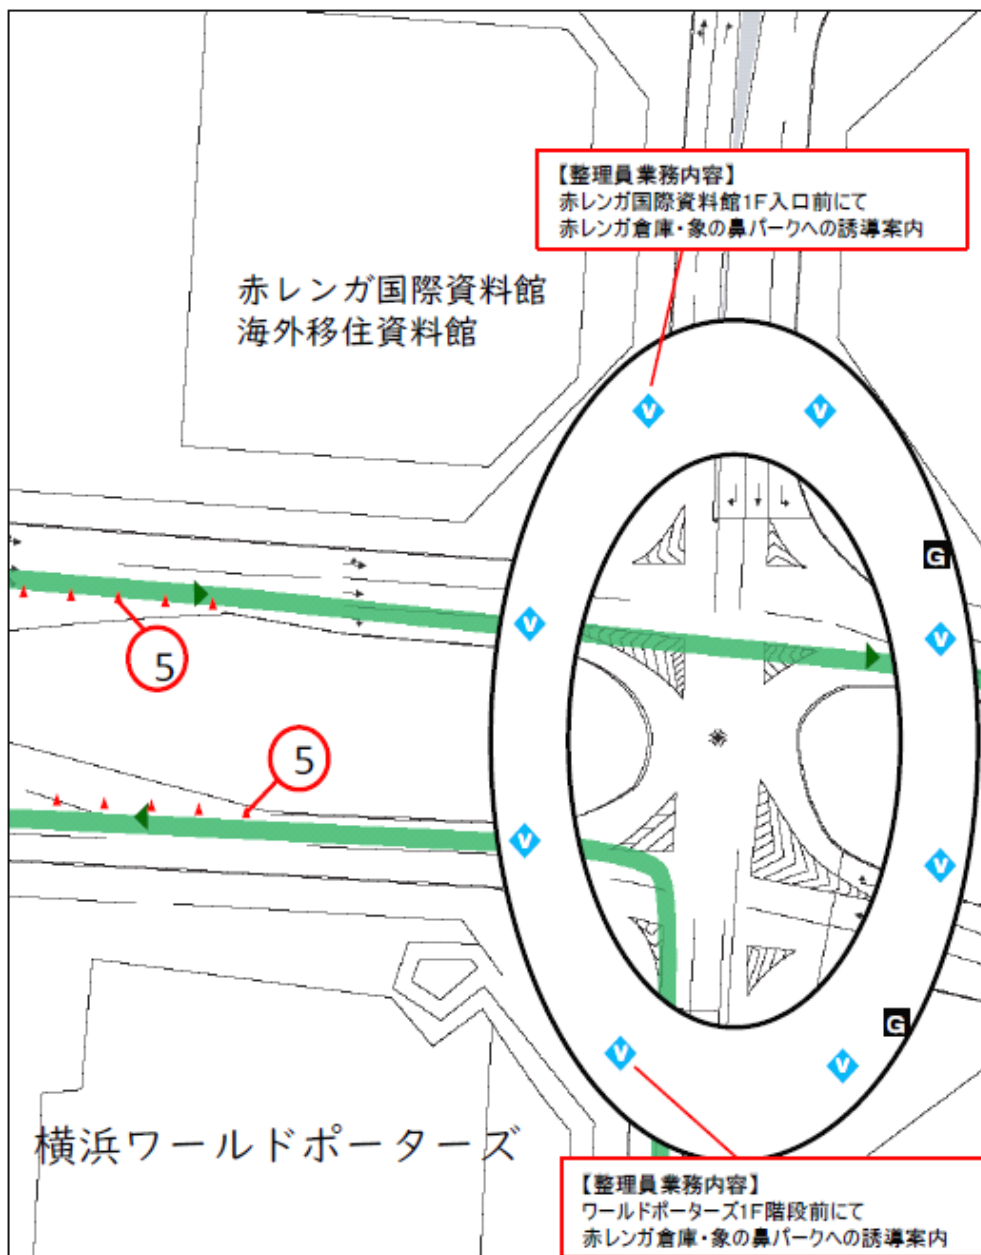 【整理員業務内容】
赤レンガ国際資料館1F入口前にて
赤レンガ倉庫・象の鼻パークへの誘導案内
赤レンガ国際資料館
海外移住資料館
V
V
G
V
V
5
5
V
V
G
V
V
横浜ワールドポーターズ
【整理員業務内容】
ワールドポーターズ1F階段前にて
赤レンガ倉庫・象の鼻パークへの誘導案内